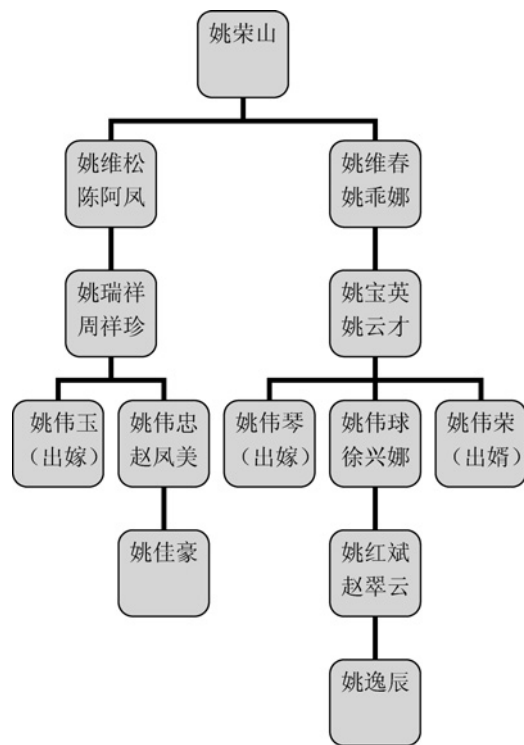 姚荣山
姚维松
陈阿凤
姚维春
姚乖娜
姚瑞祥
周祥珍
姚宝英
姚云才
姚伟玉
（出嫁）
姚伟忠
赵凤美
姚伟琴
（出嫁）
姚伟球
徐兴娜
姚伟荣
（出婿）
姚佳豪
姚红斌
赵翠云
姚逸辰